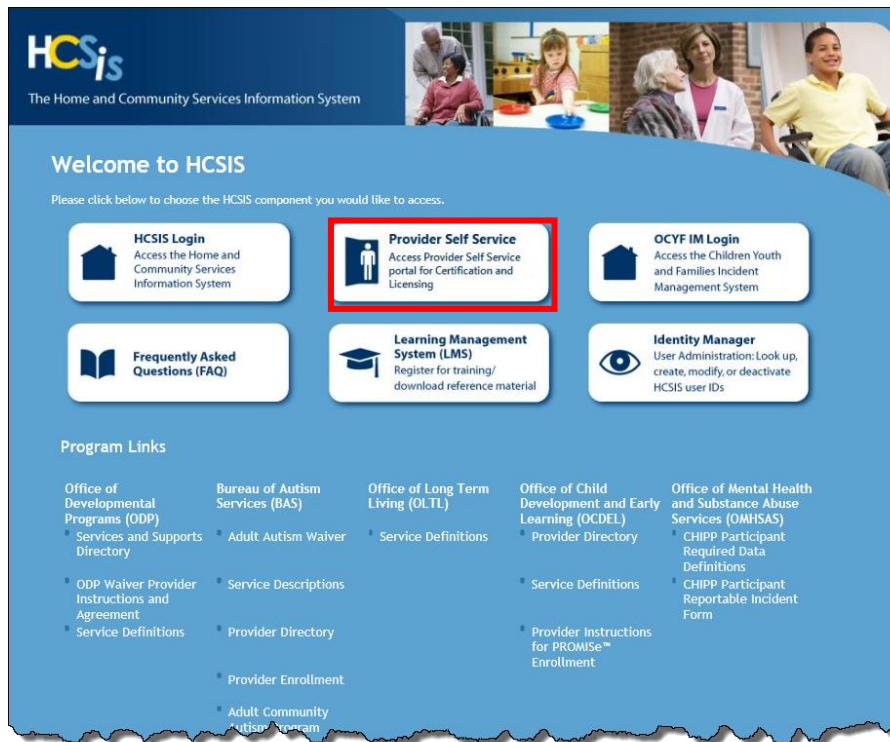 HCSis
The Home and Community Services Information System
Welcome to HCSIS
Please click below to choose the HCSIS component you would like to access.
HCSIS Login
Access the Home and
Community Services
Information System
Provider Self Service
Access Provider Self Service
portal for Certification and
Licensing
OCYF IM Login
Access the Children Youth
and Families Incident
Management System
Frequently Asked
Questions (FAQ)
Learning Management
System (LMS)
Register for training/
download reference material
Identity Manager
User Administration: Look up,
create, modify, or deactivate
HCSIS user IDs
Program Links
Office of
Developmental
Programs (ODP)
Services and Supports
Directory
ODP Waiver Provider
Instructions and
Agreement
Service Definitions
Bureau of Autism
Services (BAS)
Adult Autism Waiver
Service Descriptions
Provider Directory
Provider Enrollment
Adult Community
Autism Program
Office of Long Term
Living (OLTL)
Service Definitions
Office of Child
Development and Early
Learning (OCDEL)
Provider Directory
Service Definitions
Provider Instructions
for PROMISe™
Enrollment
Office of Mental Health
and Substance Abuse
Services (OMHSAS)
CHIPP Participant
Required Data
Definitions
CHIPP Participant
Reportable Incident
Form